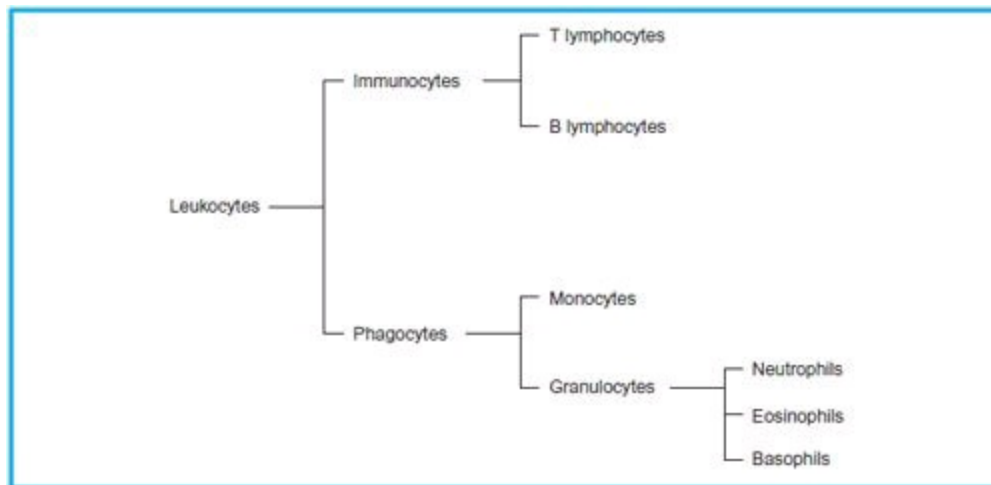 T lymphocytes
Immunocytes
B lymphocytes
Leukocytes
Monocytes
Phagocytes
Neutrophils
Granulocytes
Eosinophils
Basophils